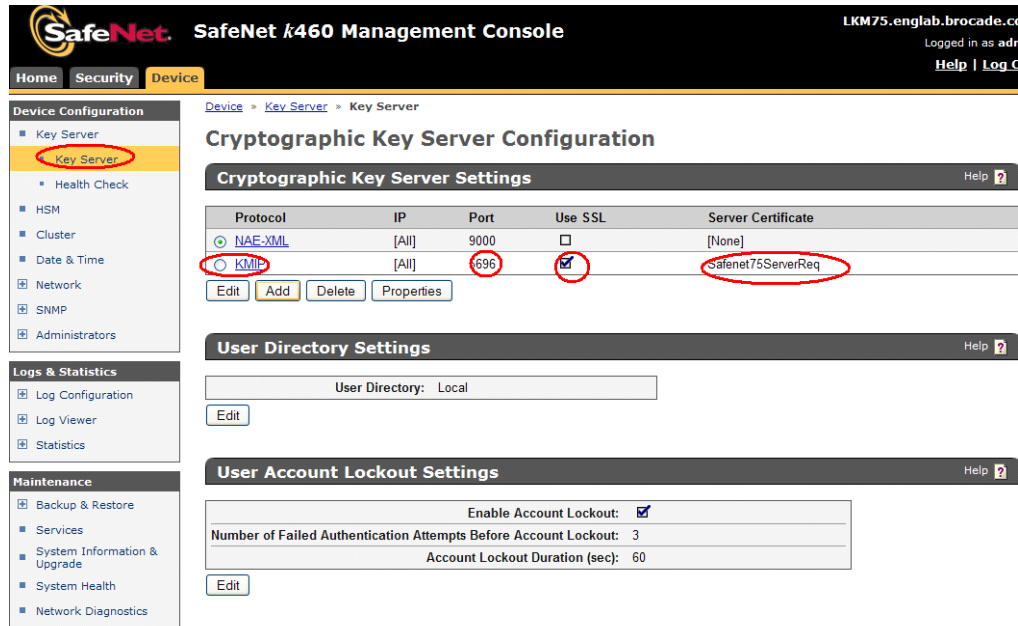 SafeNet. SafeNet k460 Management Console
LKM75.englab.brocade.co
Logged in as adr
Help | Log
Home Security Device
Device Configuration
Key Server
Key Server
Health Check
HSM
Cluster
Date & Time
Network
SNMP
Administrators
Logs & Statistics
Log Configuration
Log Viewer
Statistics
Maintenance
Backup & Restore
Services
System Information &
Upgrade
System Health
Network Diagnostics
Device » Key Server » Key Server
Cryptographic Key Server Configuration
Cryptographic Key Server Settings Help ?
Protocol IP Port Use SSL Server Certificate
NAE-XML [All] 9000 [None]
KMIP [All] 5696 Safenet75ServerReq
Edit Add Delete Properties
User Directory Settings Help ?
User Directory: Local
Edit
User Account Lockout Settings Help ?
Enable Account Lockout:
Number of Failed Authentication Attempts Before Account Lockout: 3
Account Lockout Duration (sec): 60
Edit